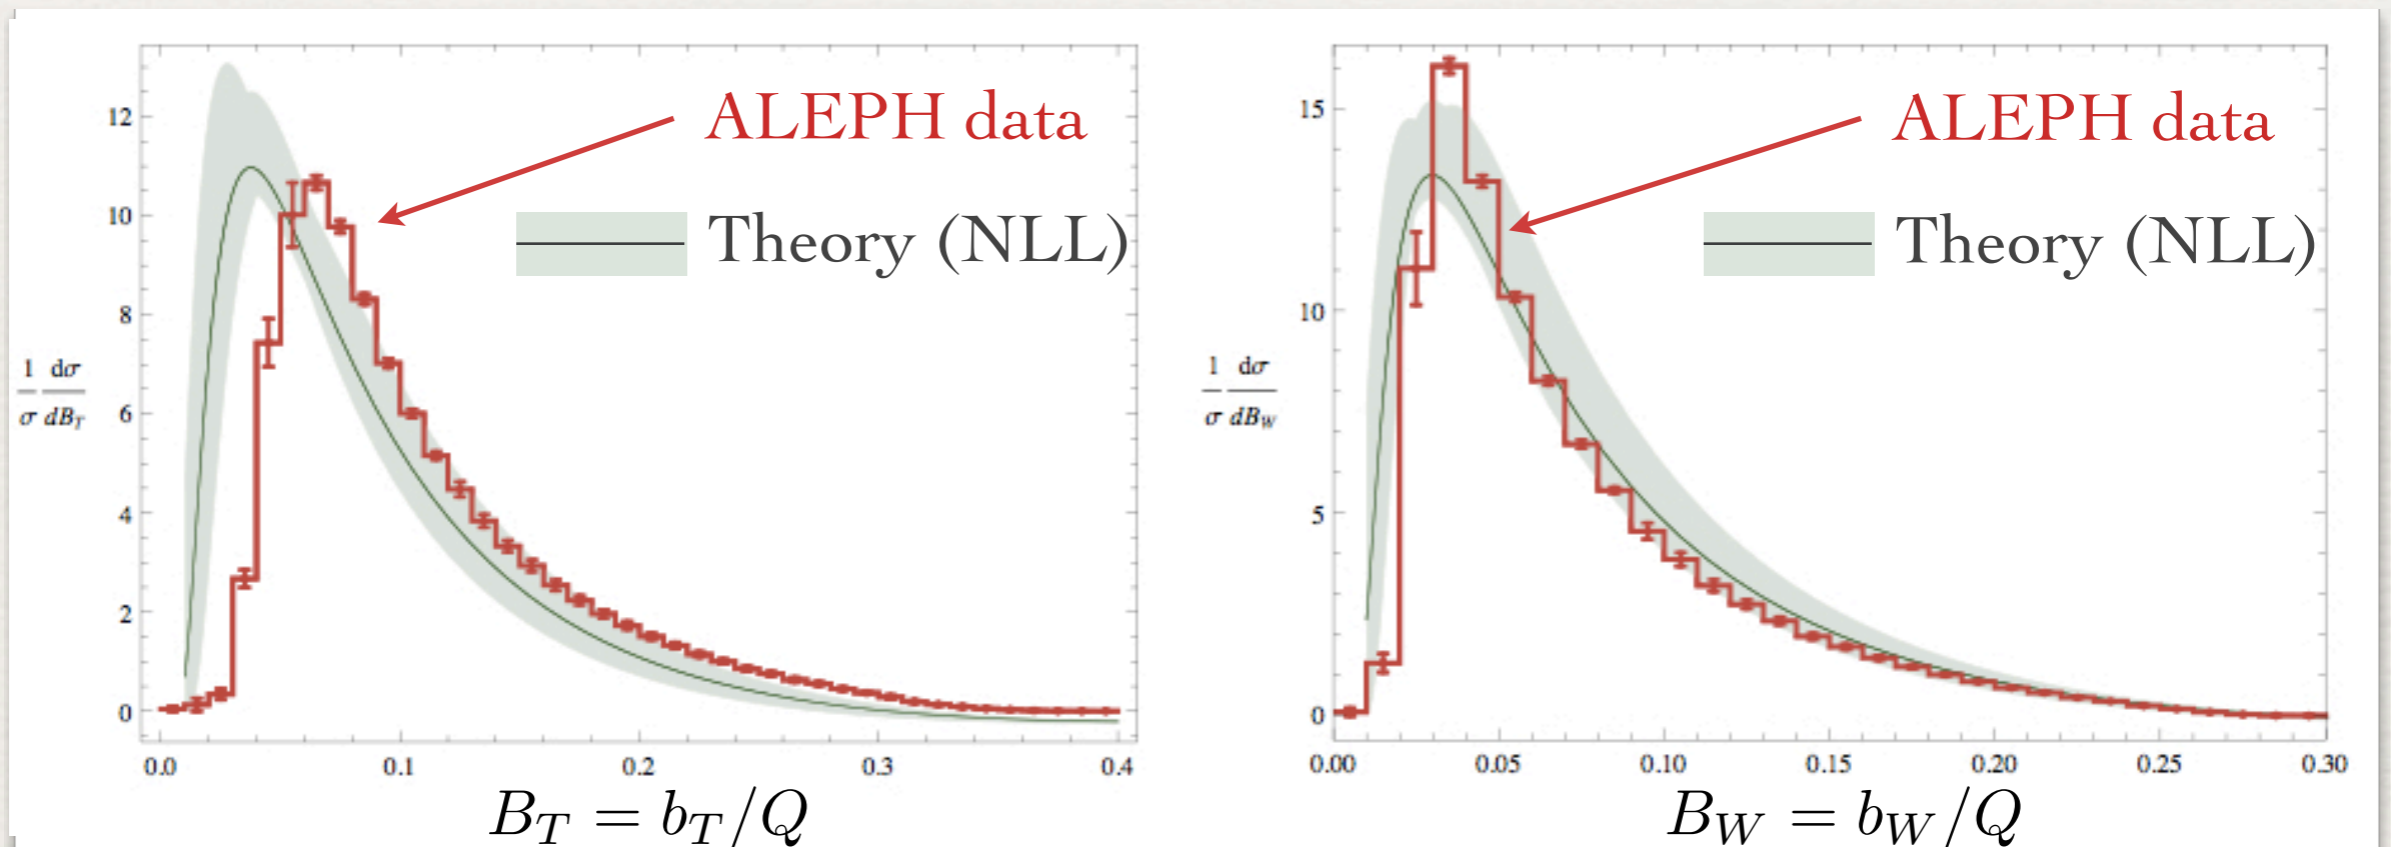 12
10
8
6
4
2
0
1 dσ
σ dB_T
0.0 0.1 0.2 0.3 0.4
ALEPH data
Theory (NLL)
B_T = b_T/Q
15
10
5
0
1 dσ
σ dB_W
0.00 0.05 0.10 0.15 0.20 0.25 0.30
ALEPH data
Theory (NLL)
B_W = b_W/Q